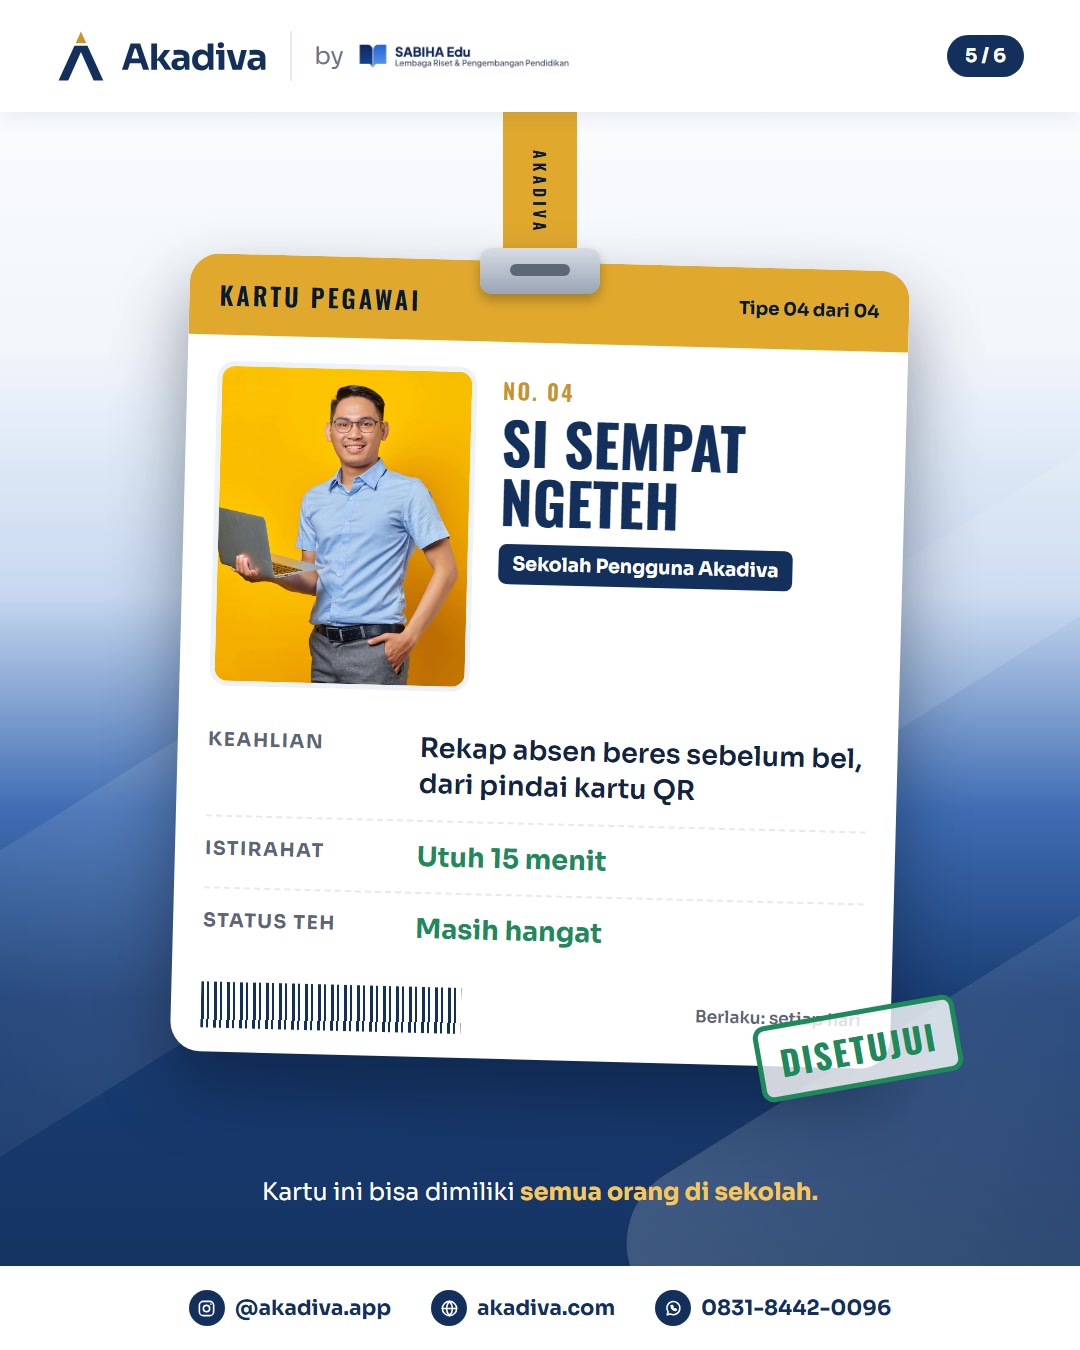 Akadiva
by
SABIHA Edu
Lembaga Riset & Pengembangan Pendidikan
5 / 6
AKADIVA
KARTU PEGAWAI
Tipe 04 dari 04
NO. 04
SI SEMPAT
NGETEH
Sekolah Pengguna Akadiva
KEAHLIAN
Rekap absen beres sebelum bel,
dari pindai kartu QR
ISTIRAHAT
Utuh 15 menit
STATUS TEH
Masih hangat
Berlaku: setiap hari
DISETUJUI
Kartu ini bisa dimiliki semua orang di sekolah.
@akadiva.app
akadiva.com
0831-8442-0096